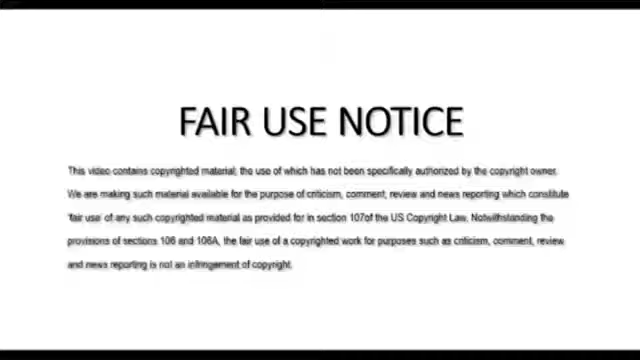 FAIR USE NOTICE
This video contains copyrighted material, the use of which has not been specifically authorized by the copyright owner.
We are making such material available for the purpose of criticism, comment, review and news reporting which constitute
'fair use' of any such copyrighted material as provided for in section 107of the US Copyright Law. Notwithstanding the
provisions of sections 106 and 106A, the fair use of a copyrighted work for purposes such as criticism, comment, review
and news reporting is not an infringement of copyright.